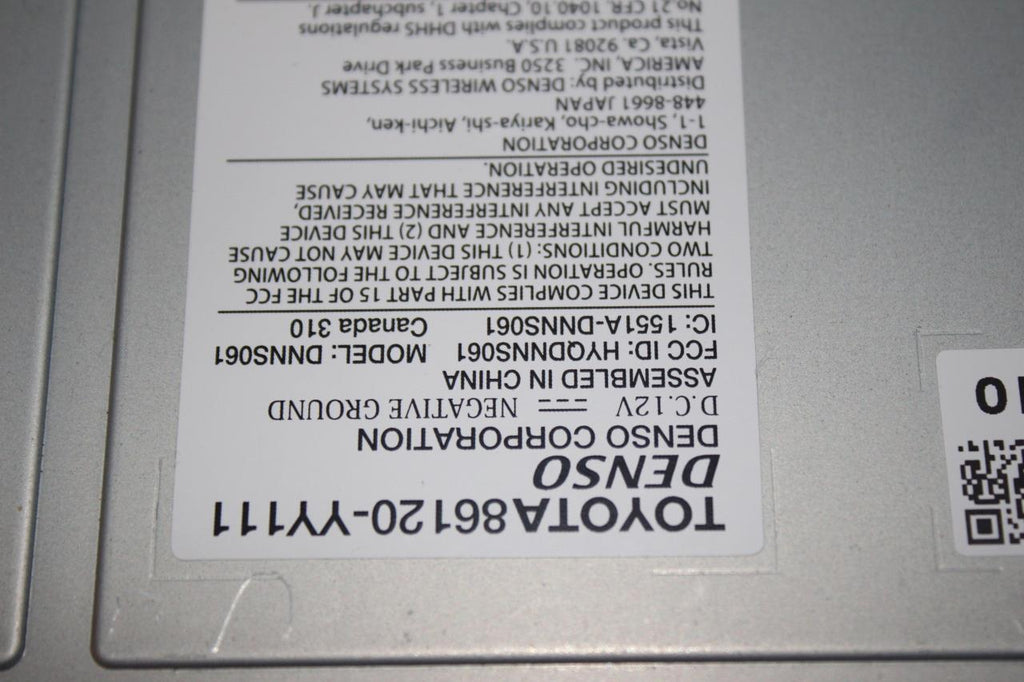 TOYOTA 86120-YY111
DENSO
DENSO CORPORATION
D.C.12V NEGATIVE GROUND
ASSEMBLED IN CHINA
FCC ID: HYQDNNS061 MODEL: DNNS061
IC: 1551A-DNNS061 Canada 310
THIS DEVICE COMPLIES WITH PART 15 OF THE FCC
RULES. OPERATION IS SUBJECT TO THE FOLLOWING
TWO CONDITIONS: (1) THIS DEVICE MAY NOT CAUSE
HARMFUL INTERFERENCE AND (2) THIS DEVICE
MUST ACCEPT ANY INTERFERENCE RECEIVED,
INCLUDING INTERFERENCE THAT MAY CAUSE
UNDESIRED OPERATION.
DENSO CORPORATION
1-1, Showa-cho, Kariya-shi, Aichi-ken,
448-8661 JAPAN
Distributed by: DENSO WIRELESS SYSTEMS
AMERICA, INC. 3250 Business Park Drive
Vista, Ca. 92081 U.S.A.
This product complies with DHHS regulations
No.21 CFR. 1040.10, Chapter 1, subchapter J.